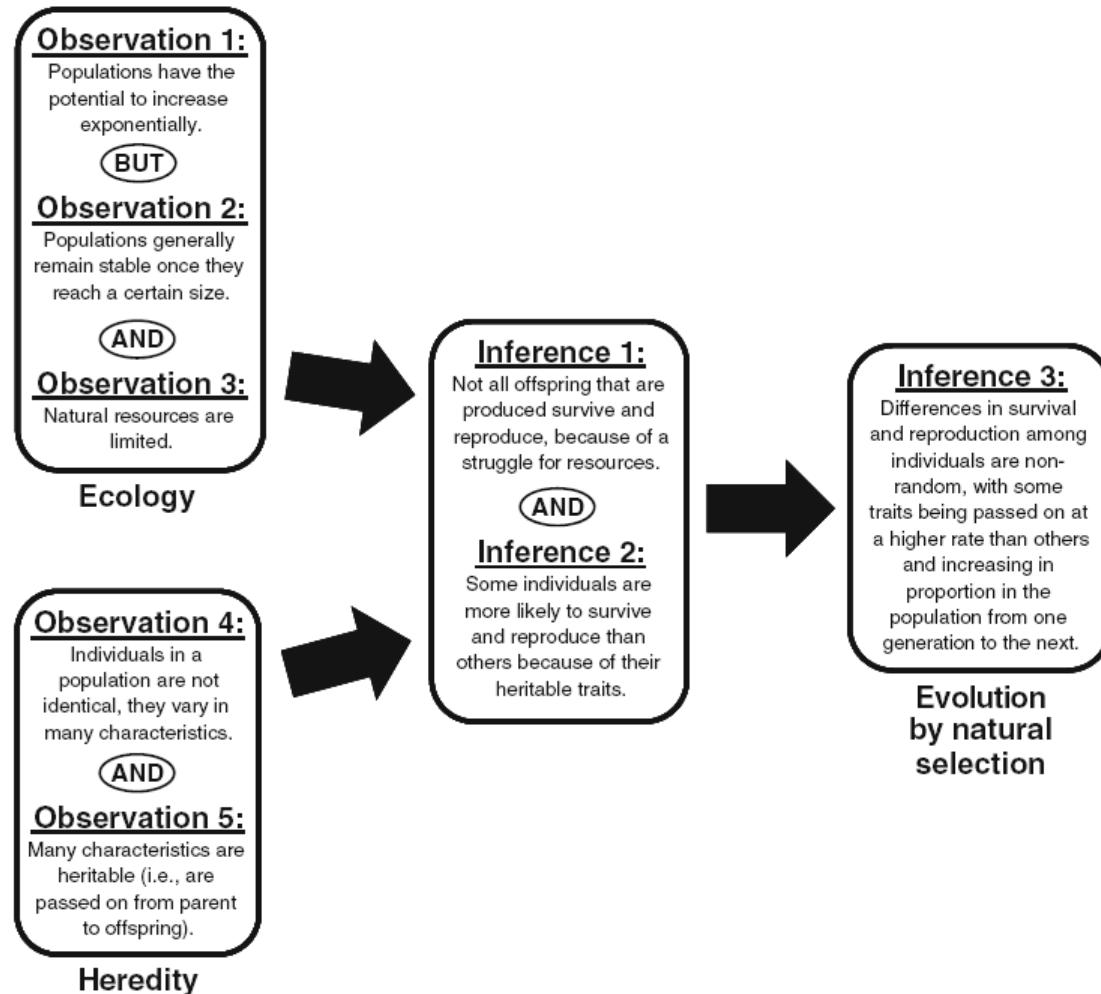 Observation 1:
Populations have the
potential to increase
exponentially.
BUT
Observation 2:
Populations generally
remain stable once they
reach a certain size.
AND
Observation 3:
Natural resources are
limited.
Ecology
Observation 4:
Individuals in a
population are not
identical, they vary in
many characteristics.
AND
Observation 5:
Many characteristics are
heritable (i.e., are
passed on from parent
to offspring).
Heredity
Inference 1:
Not all offspring that are
produced survive and
reproduce, because of a
struggle for resources.
AND
Inference 2:
Some individuals are
more likely to survive
and reproduce than
others because of their
heritable traits.
Inference 3:
Differences in survival
and reproduction among
individuals are non-
random, with some
traits being passed on at
a higher rate than others
and increasing in
proportion in the
population from one
generation to the next.
Evolution
by natural
selection